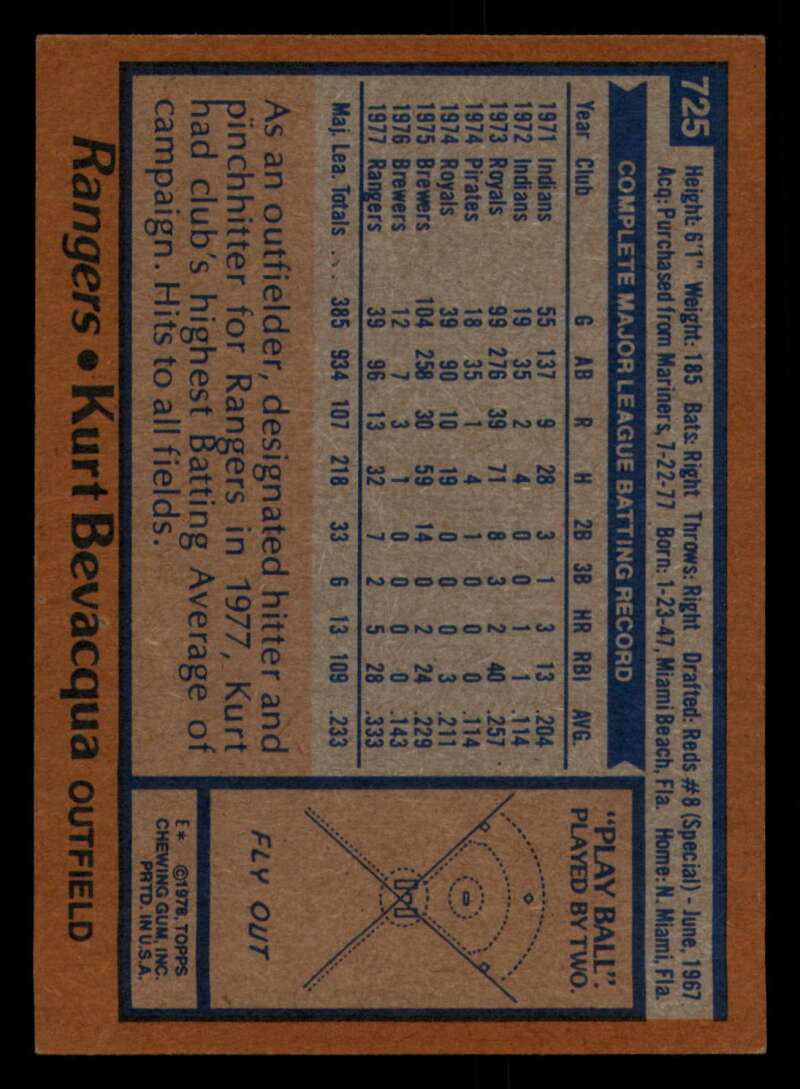 725
Height: 6'1" Weight: 185 Bats: Right Throws: Right Drafted: Reds #8 (Special) - June, 1967
Acq: Purchased from Mariners, 7-22-77 Born: 1-23-47, Miami Beach, Fla. Home: N. Miami, Fla.
COMPLETE MAJOR LEAGUE BATTING RECORD
Year Club G AB R H 2B 3B HR RBI AVG.
1971 Indians 55 137 9 28 3 1 3 13 .204
1972 Indians 19 35 2 4 0 0 1 1 .114
1973 Royals 99 276 39 71 8 3 2 40 .257
1974 Pirates 18 35 1 4 1 0 0 0 .114
1974 Royals 39 90 10 19 0 0 0 3 .211
1975 Brewers 104 258 30 59 14 0 2 24 .229
1976 Brewers 12 7 3 1 0 0 0 0 .143
1977 Rangers 39 96 13 32 7 2 5 28 .333
Maj. Lea. Totals ... 385 934 107 218 33 6 13 109 .233
As an outfielder, designated hitter and
pinchhitter for Rangers in 1977, Kurt
had club's highest Batting Average of
campaign. Hits to all fields.
"PLAY BALL".
PLAYED BY TWO.
FLY OUT
E* ©1978, TOPPS
CHEWING GUM, INC.
PRTD. IN U.S.A.
Rangers • Kurt Bevacqua OUTFIELD